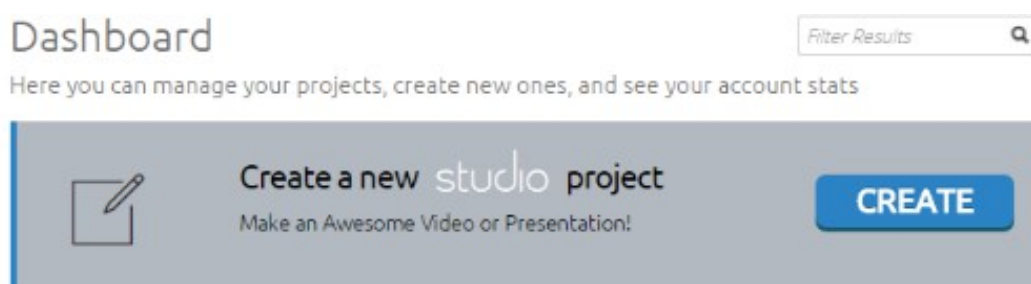 Dashboard
Filter Results
Here you can manage your projects, create new ones, and see your account stats
Create a new studio project
Make an Awesome Video or Presentation!
CREATE